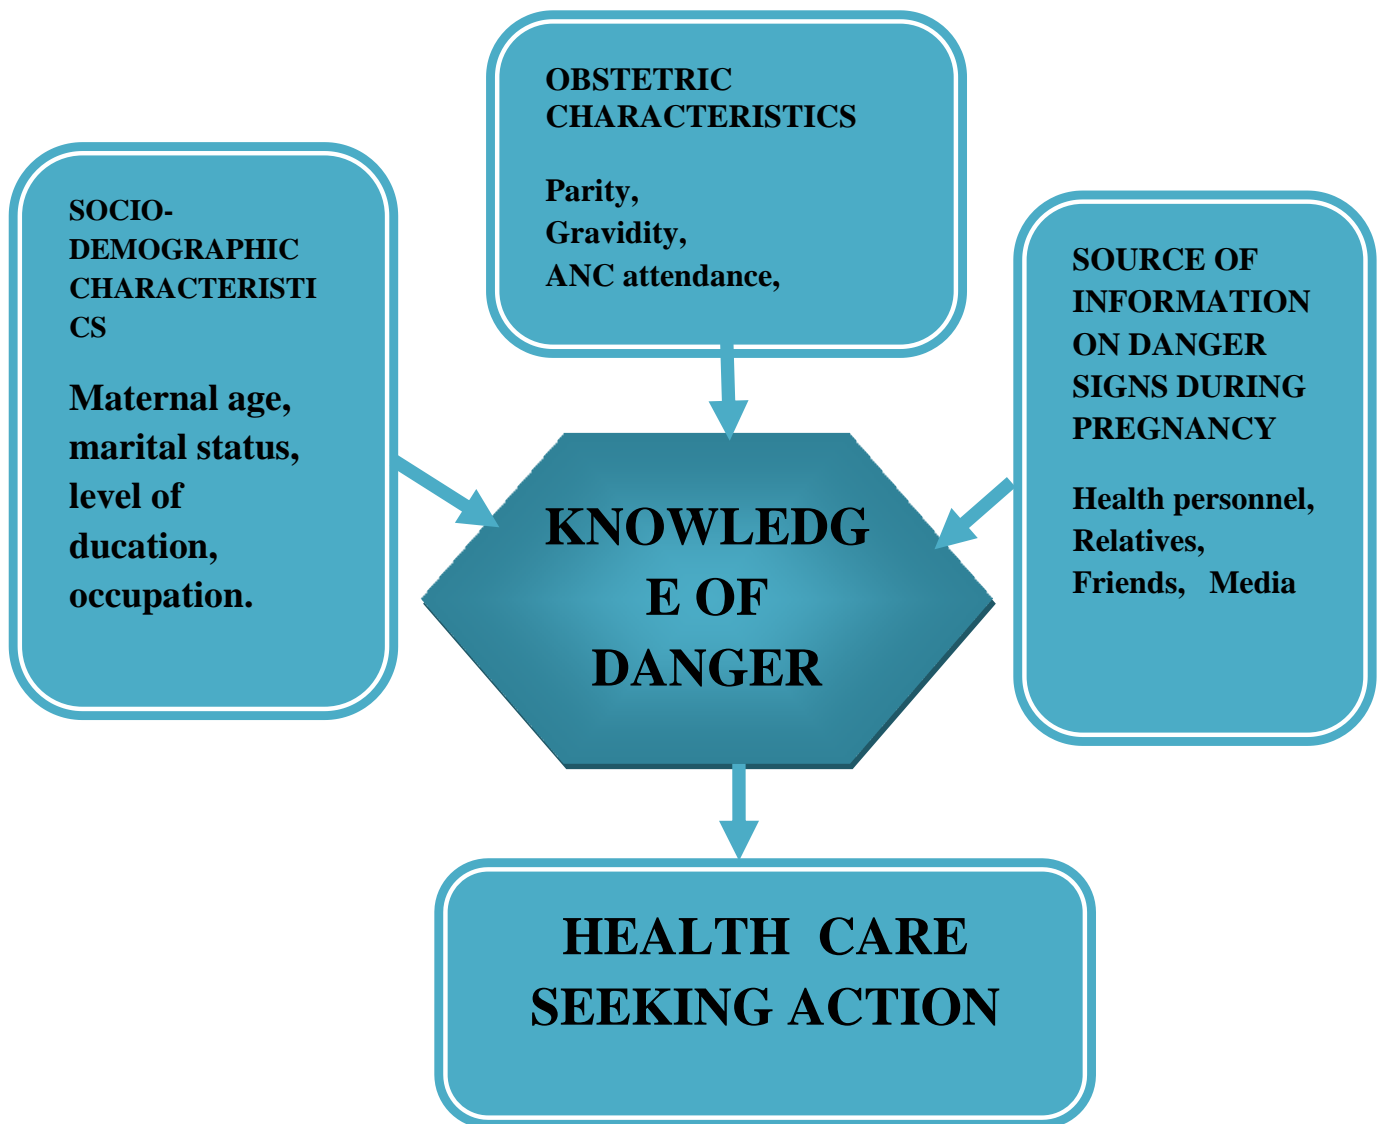 OBSTETRIC
CHARACTERISTICS
Parity,
Gravidity,
ANC attendance,
SOCIO-
DEMOGRAPHIC
CHARACTERISTI
CS
Maternal age,
marital status,
level of
ducation,
occupation.
SOURCE OF
INFORMATION
ON DANGER
SIGNS DURING
PREGNANCY
Health personnel,
Relatives,
Friends, Media
KNOWLEDG
E OF
DANGER
HEALTH CARE
SEEKING ACTION